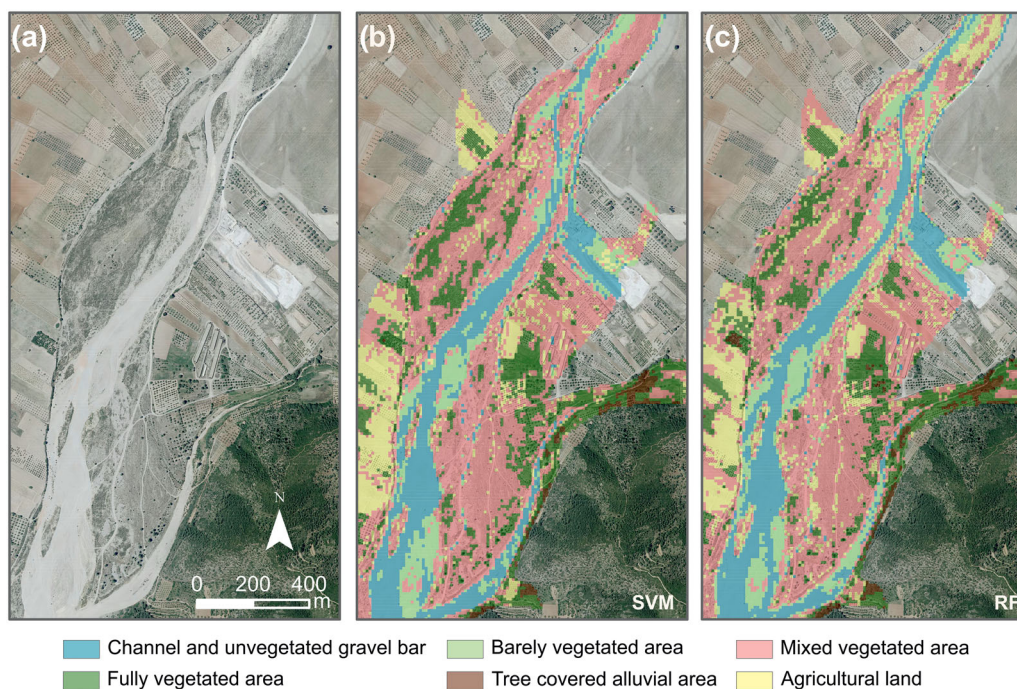 (a)
(b)
(c)
N
0 200 400
m
SVM
RF
Channel and unvegetated gravel bar
Barely vegetated area
Mixed vegetated area
Fully vegetated area
Tree covered alluvial area
Agricultural land